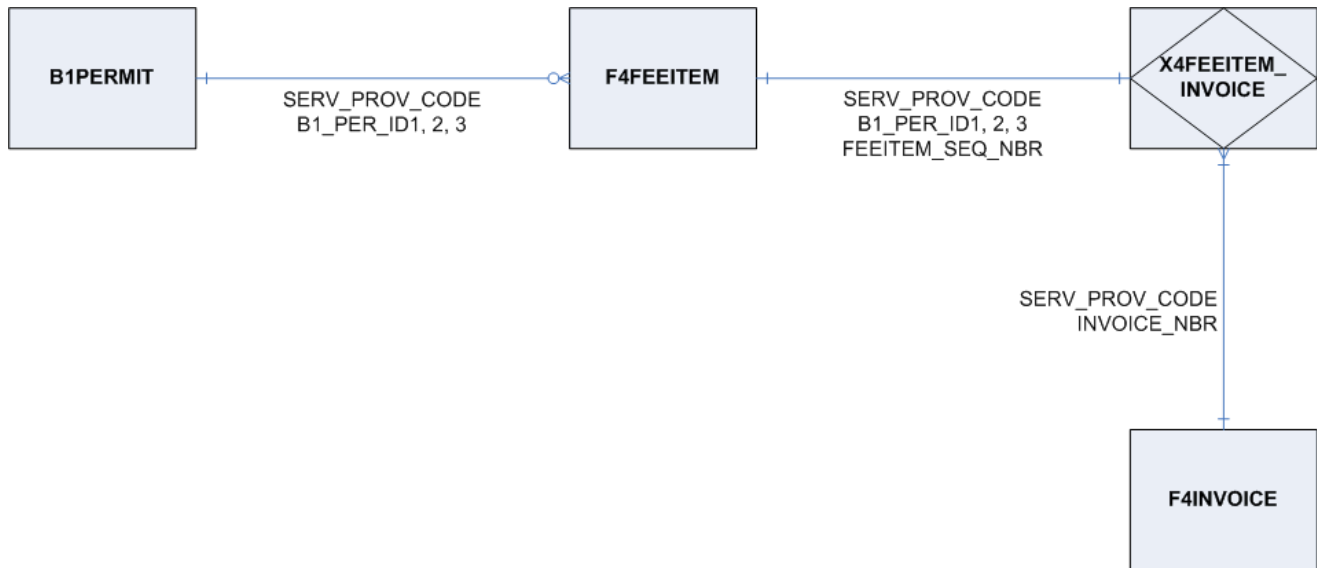 B1PERMIT
SERV_PROV_CODE
B1_PER_ID1, 2, 3
F4FEEITEM
SERV_PROV_CODE
B1_PER_ID1, 2, 3
FEEITEM_SEQ_NBR
X4FEEITEM_
INVOICE
SERV_PROV_CODE
INVOICE_NBR
F4INVOICE